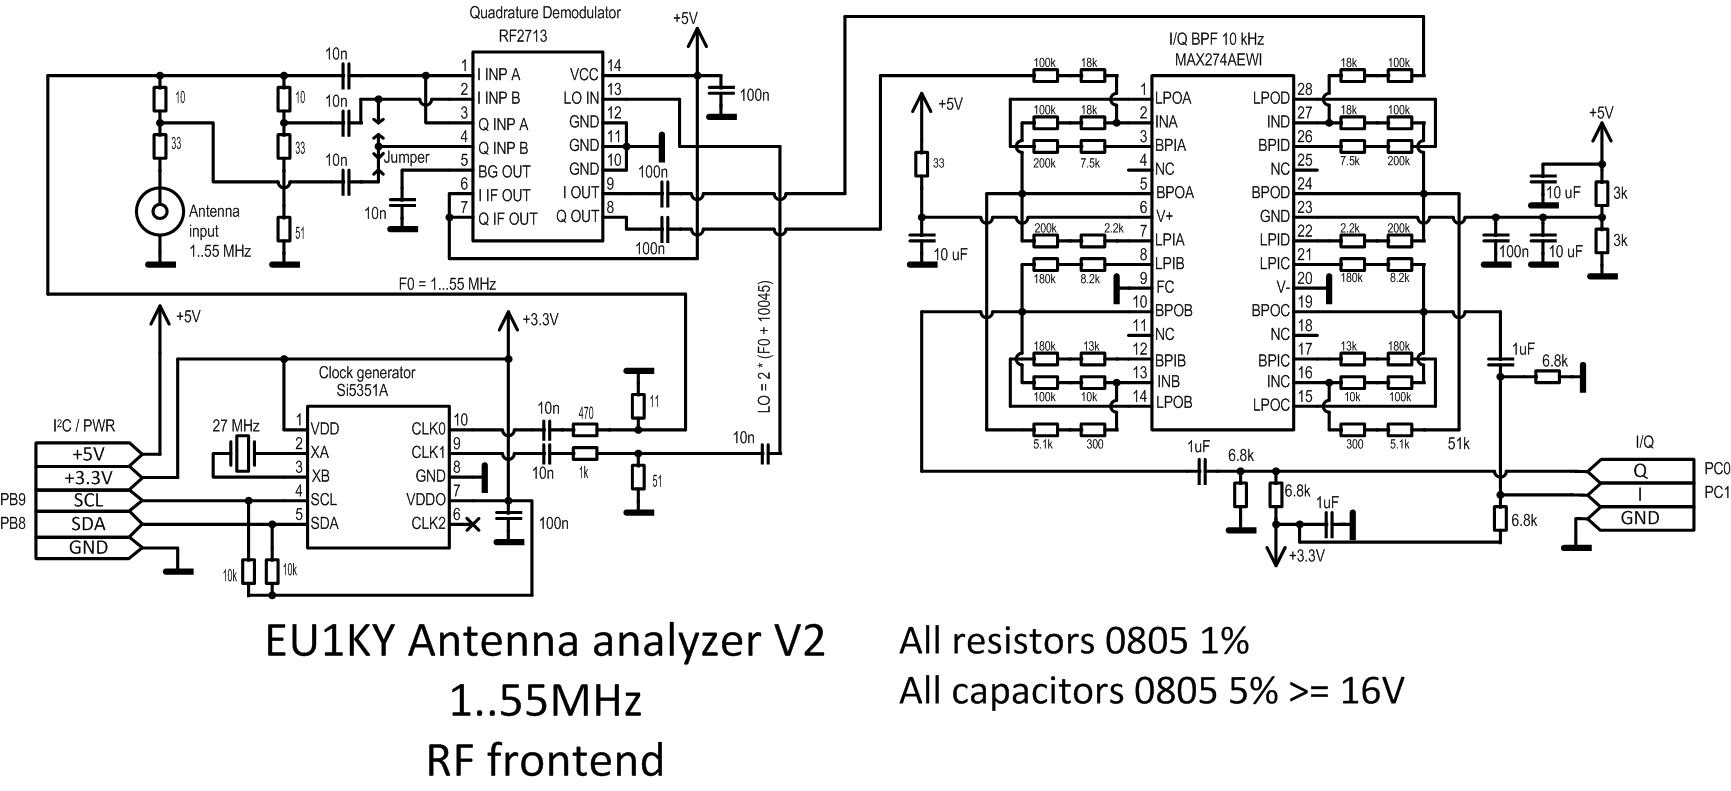 Quadrature Demodulator
RF2713
+5V
10n
1 I INP A
2 I INP B
3 Q INP A
4 Q INP B
5 BG OUT
6 I IF OUT
7 Q IF OUT
VCC 14
LO IN 13
GND 12
GND 11
GND 10
I OUT 9
Q OUT 8
100n
10
10
10n
33
33
10n
Jumper
10n
100n
100n
Antenna
input
1..55 MHz
51
F0 = 1...55 MHz
LO = 2 * (F0 + 10045)
I/Q BPF 10 kHz
MAX274AEWI
1 LPOA
2 INA
3 BPIA
4 NC
5 BPOA
6 V+
7 LPIA
8 LPIB
9 FC
10 BPOB
11 NC
12 BPIB
13 INB
14 LPOB
LPOD 28
IND 27
BPID 26
NC 25
BPOD 24
GND 23
LPID 22
LPIC 21
V- 20
BPOC 19
NC 18
BPIC 17
INC 16
LPOC 15
100k 18k
100k 18k
200k 7.5k
200k 2.2k
180k 8.2k
180k 13k
100k 10k
5.1k 300
18k 100k
18k 100k
7.5k 200k
2.2k 200k
180k 8.2k
13k 180k
10k 100k
300 5.1k
51k
+5V
33
10 uF
+5V
10 uF
3k
3k
100n
10 uF
1uF
6.8k
1uF
6.8k
6.8k
1uF
+3.3V
6.8k
I/Q
Q PC0
I PC1
GND
+5V
+3.3V
Clock generator
Si5351A
27 MHz
1 VDD
2 XA
3 XB
4 SCL
5 SDA
CLK0 10
CLK1 9
GND 8
VDDO 7
CLK2 6
10n
470
11
10n
1k
51
10n
100n
10k
10k
I²C / PWR
+5V
+3.3V
PB9 SCL
PB8 SDA
GND
EU1KY Antenna analyzer V2
1..55MHz
RF frontend
All resistors 0805 1%
All capacitors 0805 5% >= 16V